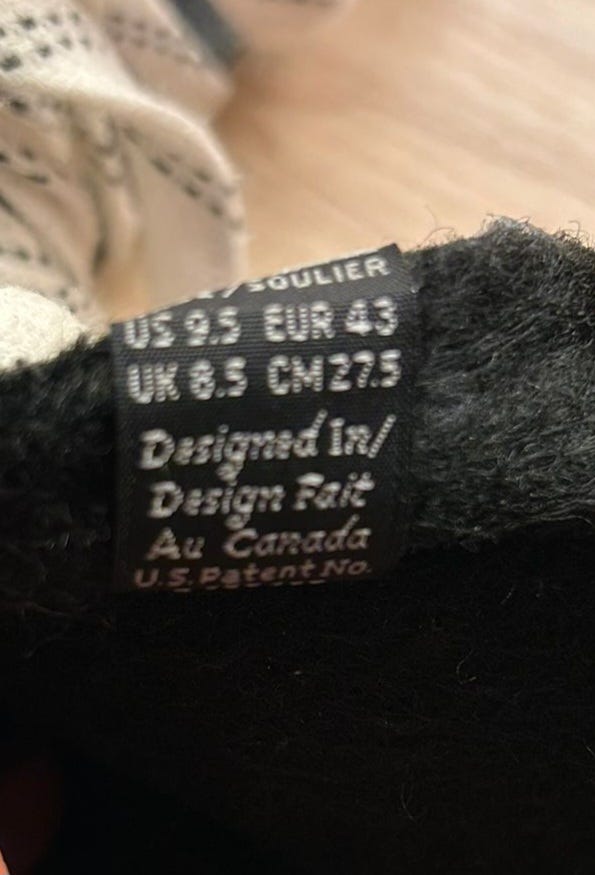 /SOULIER
US 9.5 EUR 43
UK 8.5 CM 27.5
Designed In/
Design Fait
Au Canada
U.S. Patent No.